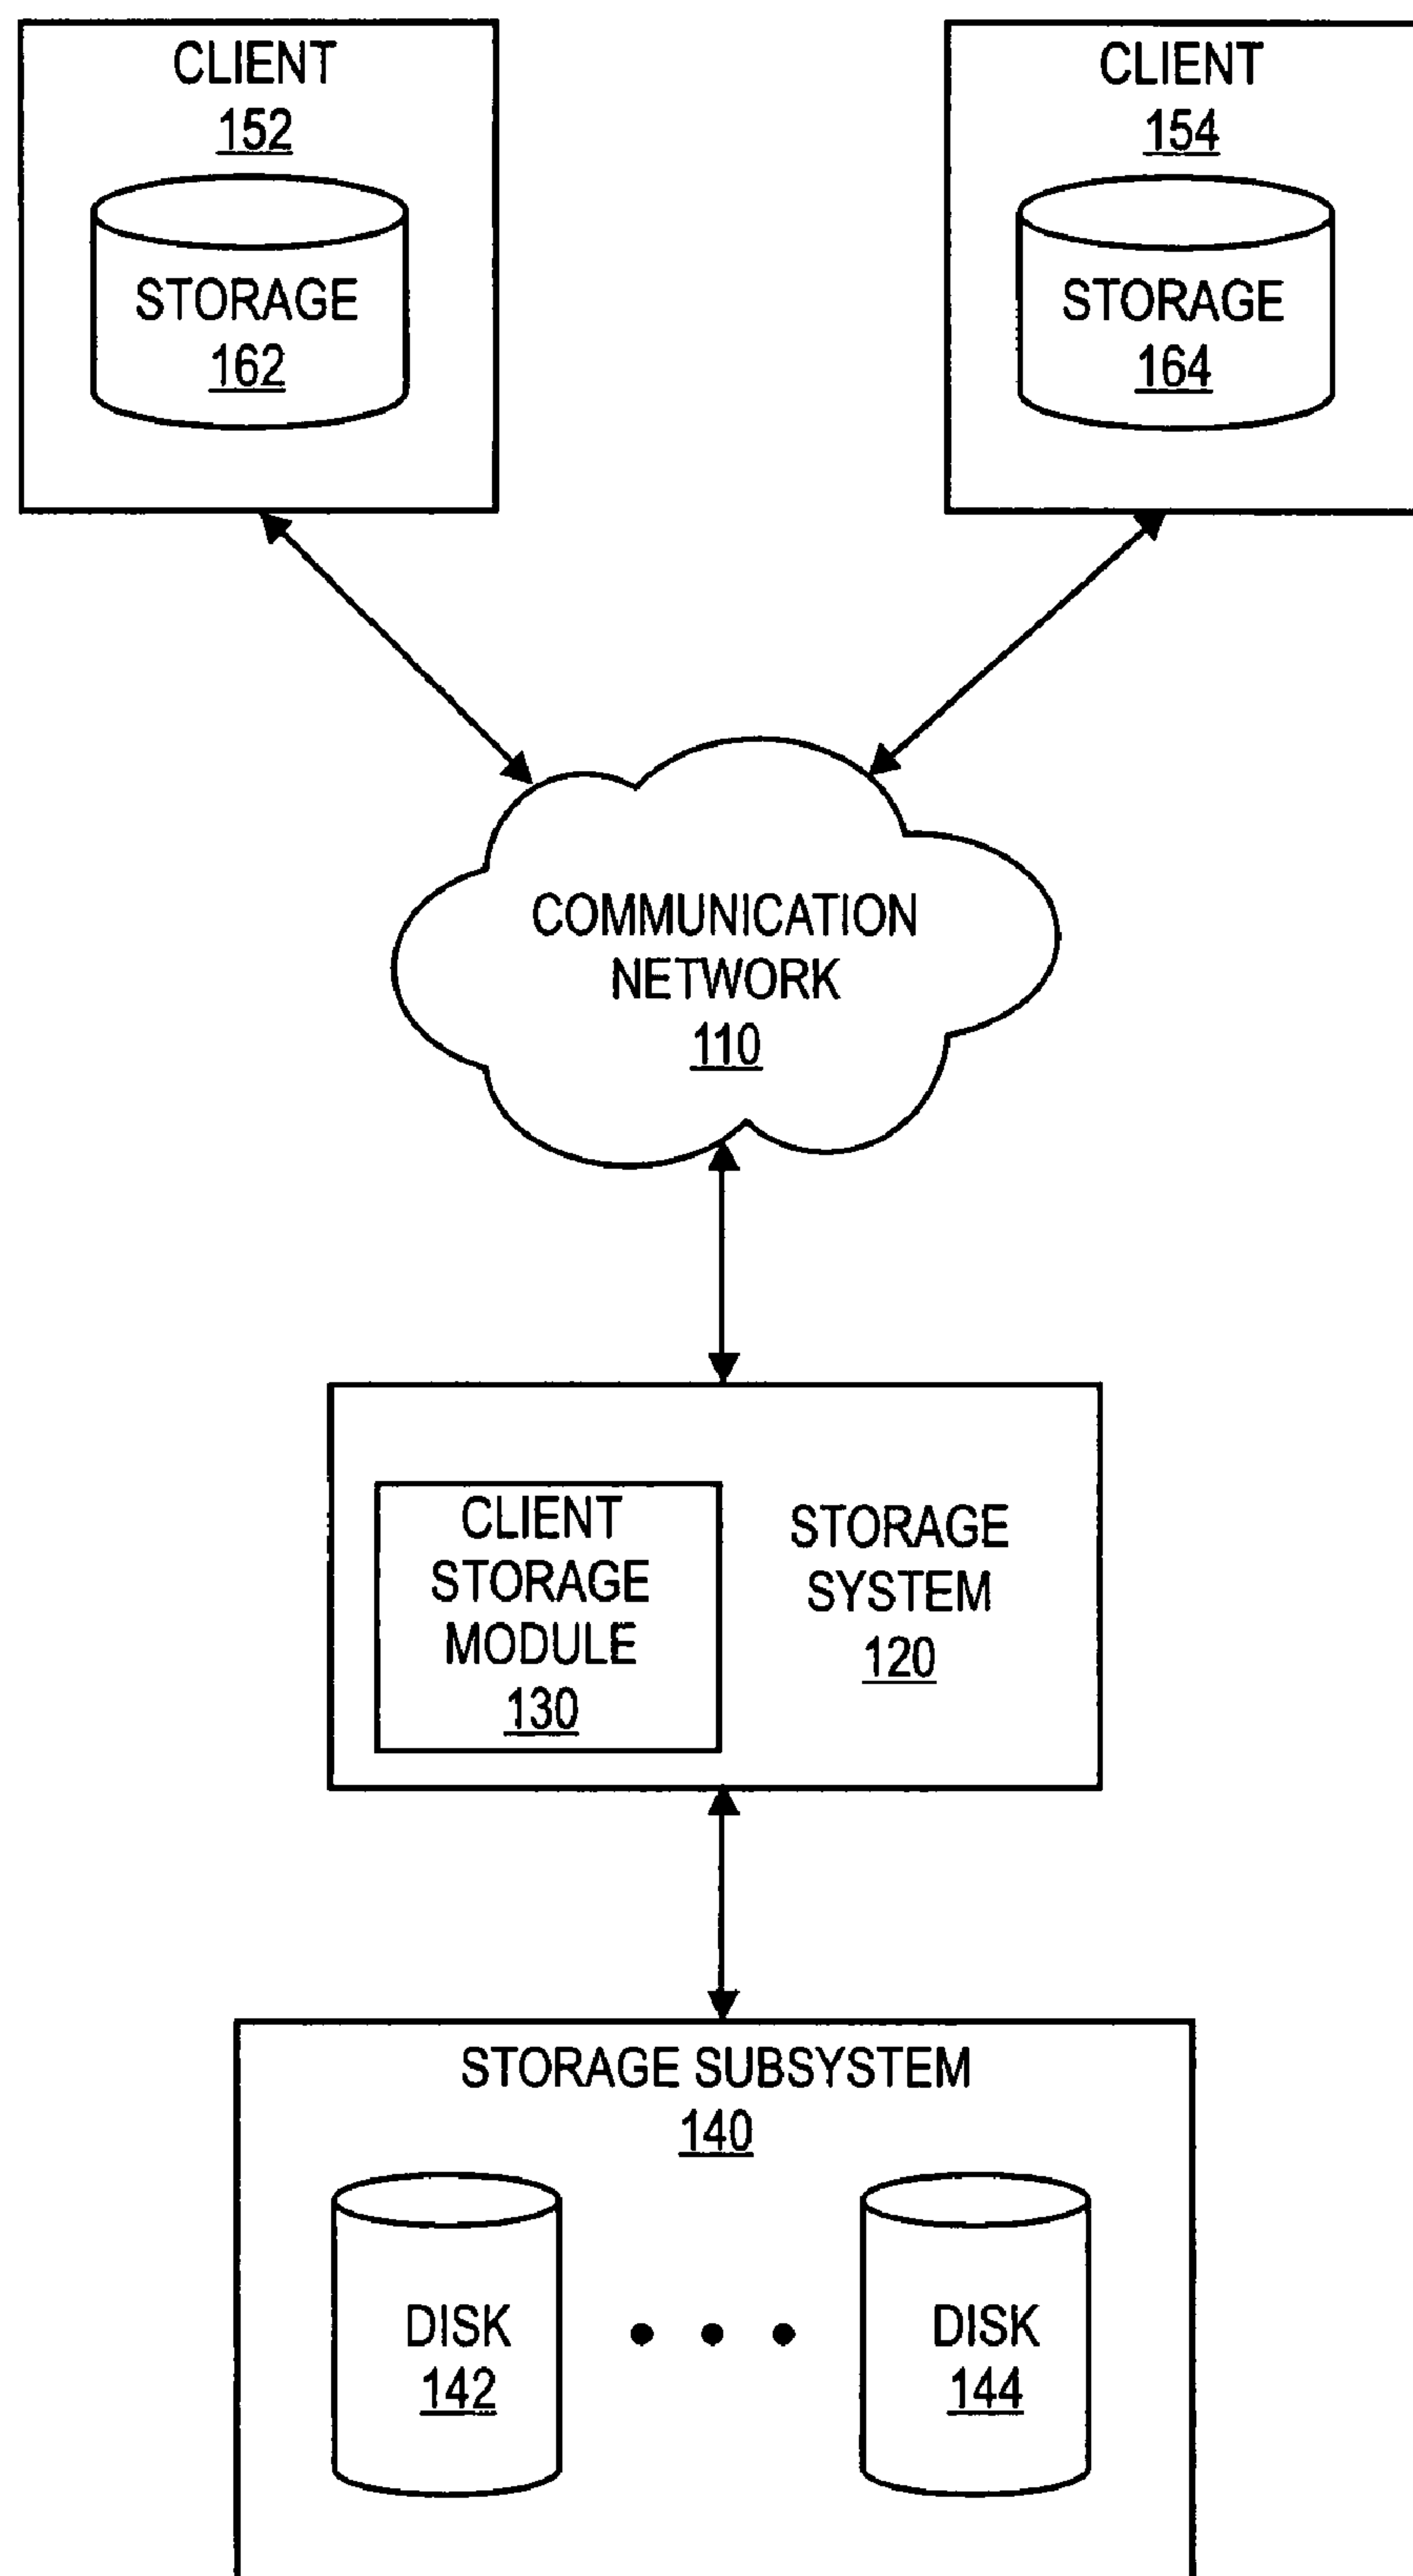 CLIENT
152
STORAGE
162
CLIENT
154
STORAGE
164
COMMUNICATION
NETWORK
110
CLIENT
STORAGE
MODULE
130
STORAGE
SYSTEM
120
STORAGE SUBSYSTEM
140
DISK
142
DISK
144